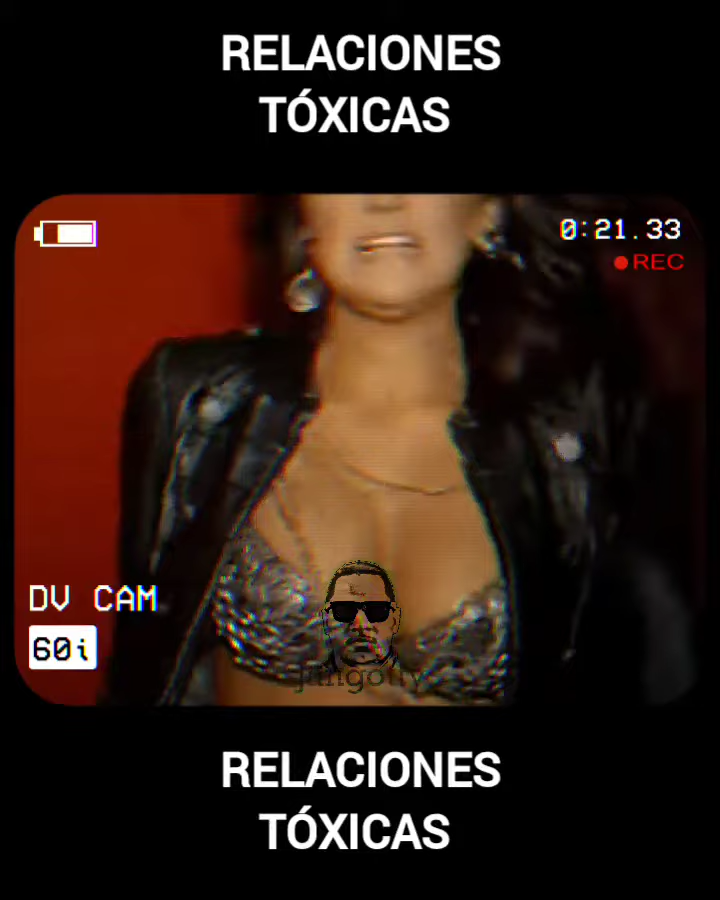 RELACIONES
TÓXICAS
0:21.33
REC
DV CAM
60i
RELACIONES
TÓXICAS